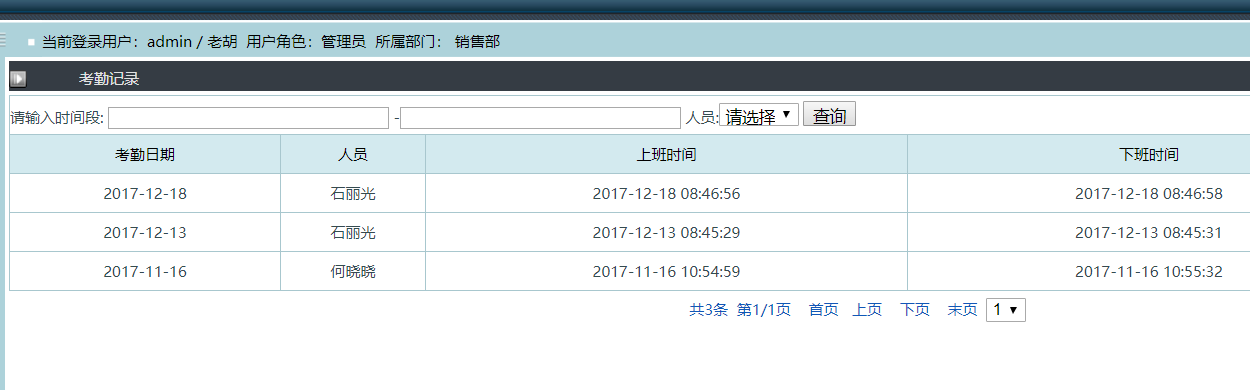 当前登录用户：admin / 老胡 用户角色：管理员 所属部门： 销售部
考勤记录
请输入时间段: - 人员:请选择 查询
考勤日期 人员 上班时间 下班时间
2017-12-18 石丽光 2017-12-18 08:46:56 2017-12-18 08:46:58
2017-12-13 石丽光 2017-12-13 08:45:29 2017-12-13 08:45:31
2017-11-16 何晓晓 2017-11-16 10:54:59 2017-11-16 10:55:32
共3条 第1/1页 首页 上页 下页 末页 1